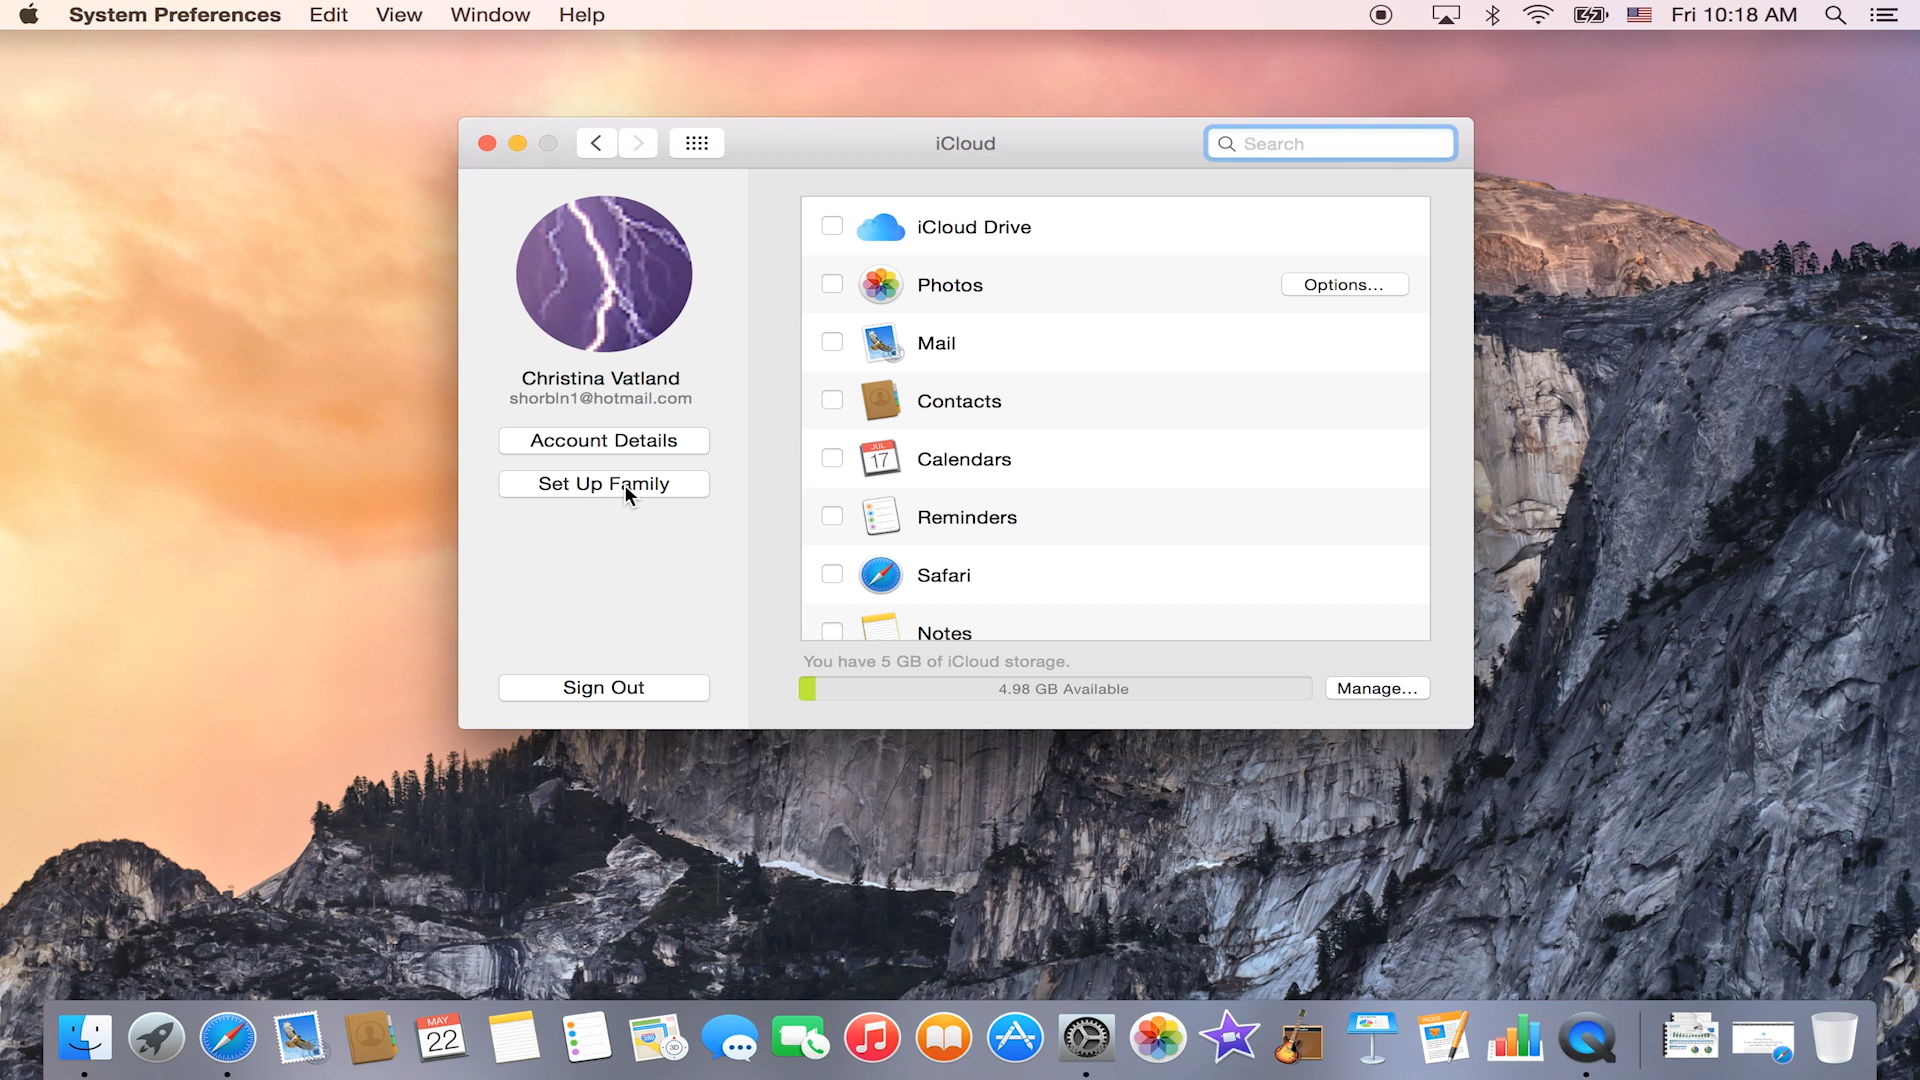 System Preferences Edit View Window Help Fri 10:18 AM
iCloud
Search
Christina Vatland
shorbln1@hotmail.com
Account Details
Set Up Family
Sign Out
iCloud Drive
Photos
Options...
Mail
Contacts
JUL
17
Calendars
Reminders
Safari
Notes
You have 5 GB of iCloud storage.
4.98 GB Available
Manage...
MAY
22
3D
PAGES